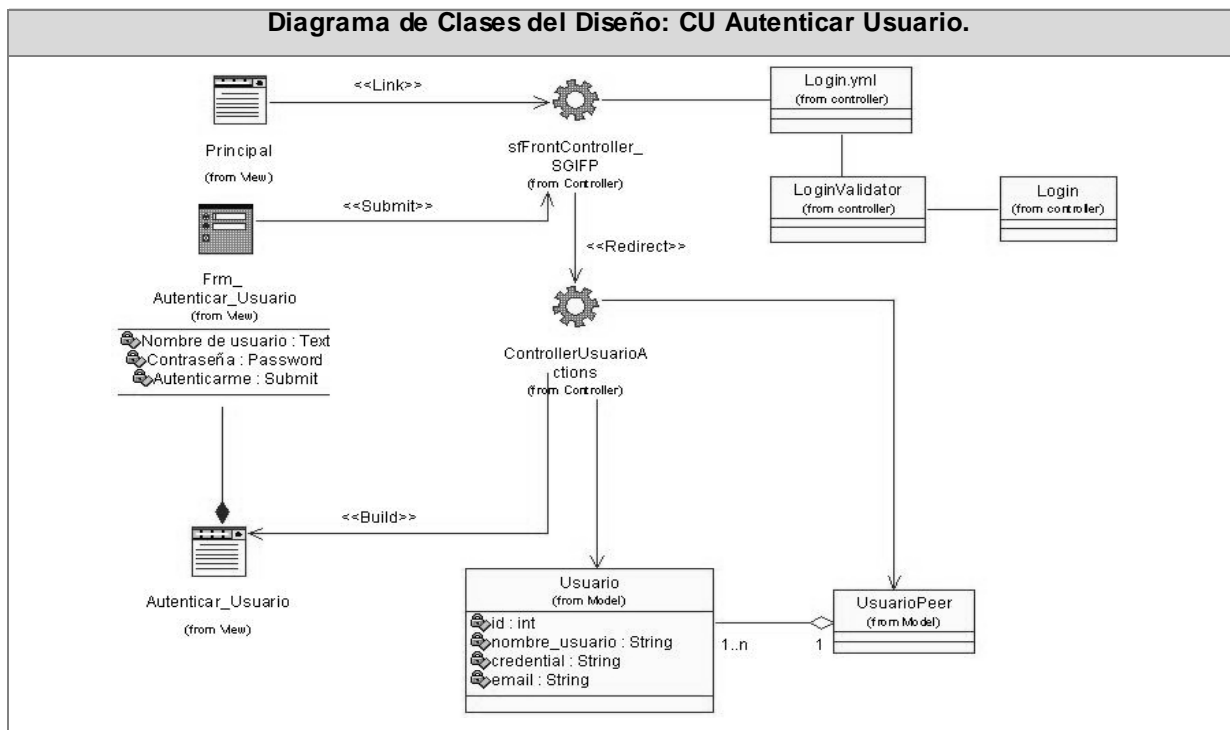 Diagrama de Clases del Diseño: CU Autenticar Usuario.
<<Link>>
Principal
(from View)
sfFrontController_
SGIFP
(from Controller)
Login.yml
(from controller)
LoginValidator
(from controller)
Login
(from controller)
<<Submit>>
<<Redirect>>
Frm_
Autenticar_Usuario
(from View)
Nombre de usuario : Text
Contraseña : Password
Autenticarme : Submit
ControllerUsuarioA
ctions
(from Controller)
<<Build>>
Autenticar_Usuario
(from View)
Usuario
(from Model)
id : int
nombre_usuario : String
credential : String
email : String
1..n
1
UsuarioPeer
(from Model)